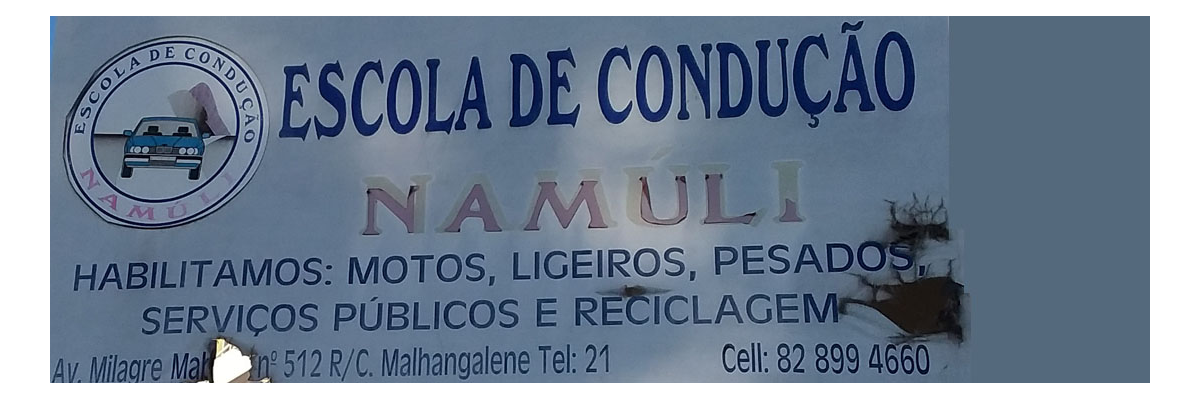 ESCOLA DE CONDUÇÃO
NAMÚLI
ESCOLA DE CONDUÇÃO
NAMÚLI
HABILITAMOS: MOTOS, LIGEIROS, PESADOS,
SERVIÇOS PÚBLICOS E RECICLAGEM
Av. Milagre nº 512 R/C. Malhangalene Tel: 21 Cell: 82 899 4660